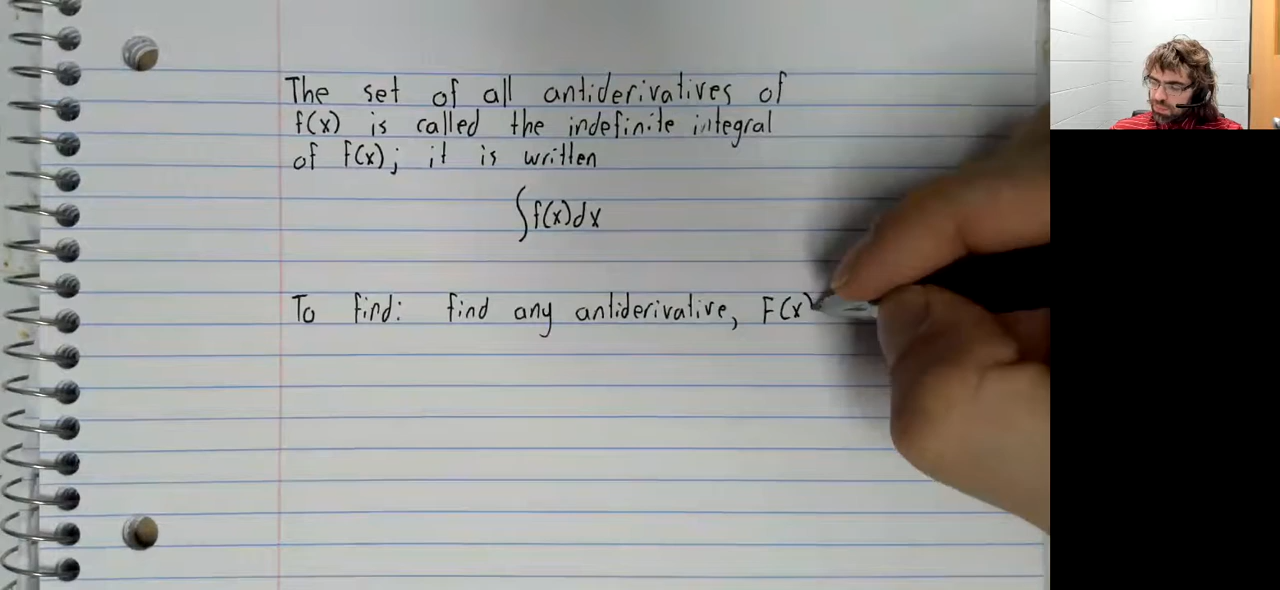 The set of all antiderivatives of
f(x) is called the indefinite integral
of f(x); it is written
∫f(x)dx
To find: find any antiderivative, F(x)